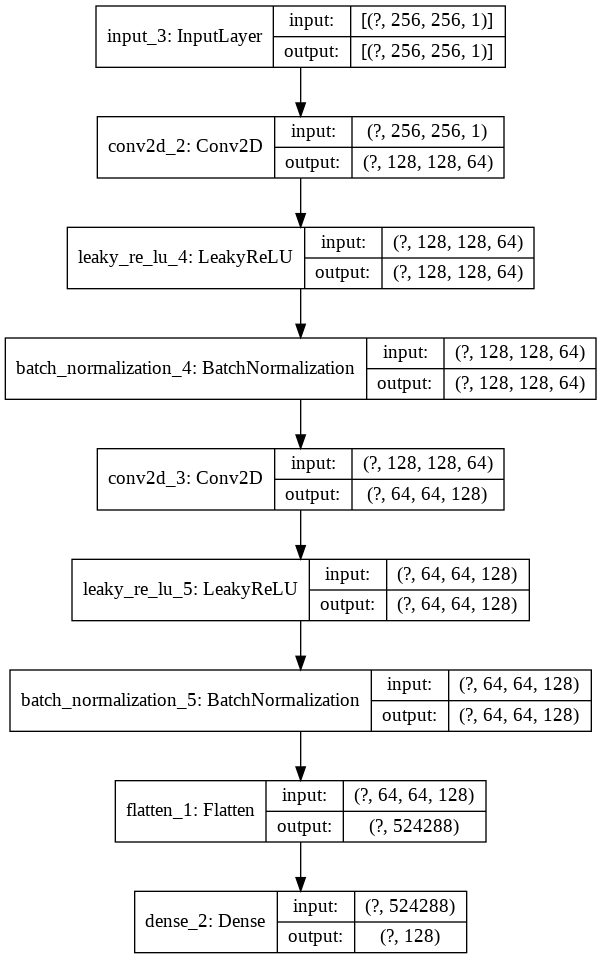 input_3: InputLayer
input: [(?, 256, 256, 1)]
output: [(?, 256, 256, 1)]
conv2d_2: Conv2D
input: (?, 256, 256, 1)
output: (?, 128, 128, 64)
leaky_re_lu_4: LeakyReLU
input: (?, 128, 128, 64)
output: (?, 128, 128, 64)
batch_normalization_4: BatchNormalization
input: (?, 128, 128, 64)
output: (?, 128, 128, 64)
conv2d_3: Conv2D
input: (?, 128, 128, 64)
output: (?, 64, 64, 128)
leaky_re_lu_5: LeakyReLU
input: (?, 64, 64, 128)
output: (?, 64, 64, 128)
batch_normalization_5: BatchNormalization
input: (?, 64, 64, 128)
output: (?, 64, 64, 128)
flatten_1: Flatten
input: (?, 64, 64, 128)
output: (?, 524288)
dense_2: Dense
input: (?, 524288)
output: (?, 128)